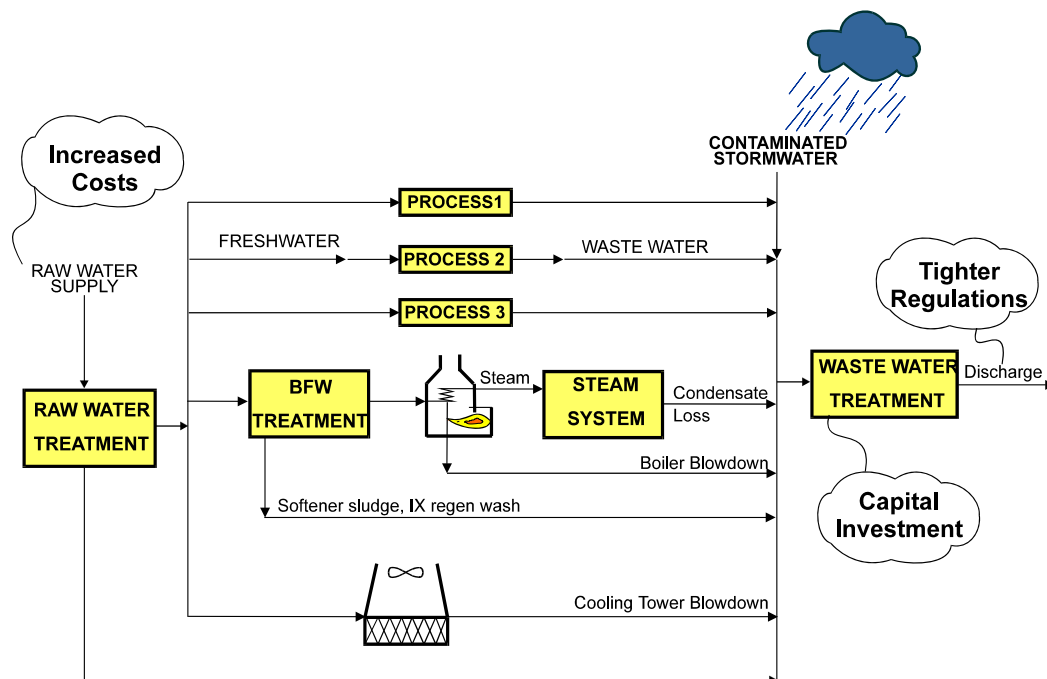 CONTAMINATED
STORMWATER
Increased
Costs
PROCESS1
FRESHWATER
PROCESS 2
WASTE WATER
RAW WATER
SUPPLY
Tighter
Regulations
PROCESS 3
BFW
TREATMENT
Steam
STEAM
SYSTEM
Condensate
Loss
WASTE WATER
TREATMENT
Discharge
RAW WATER
TREATMENT
Boiler Blowdown
Softener sludge, IX regen wash
Capital
Investment
Cooling Tower Blowdown